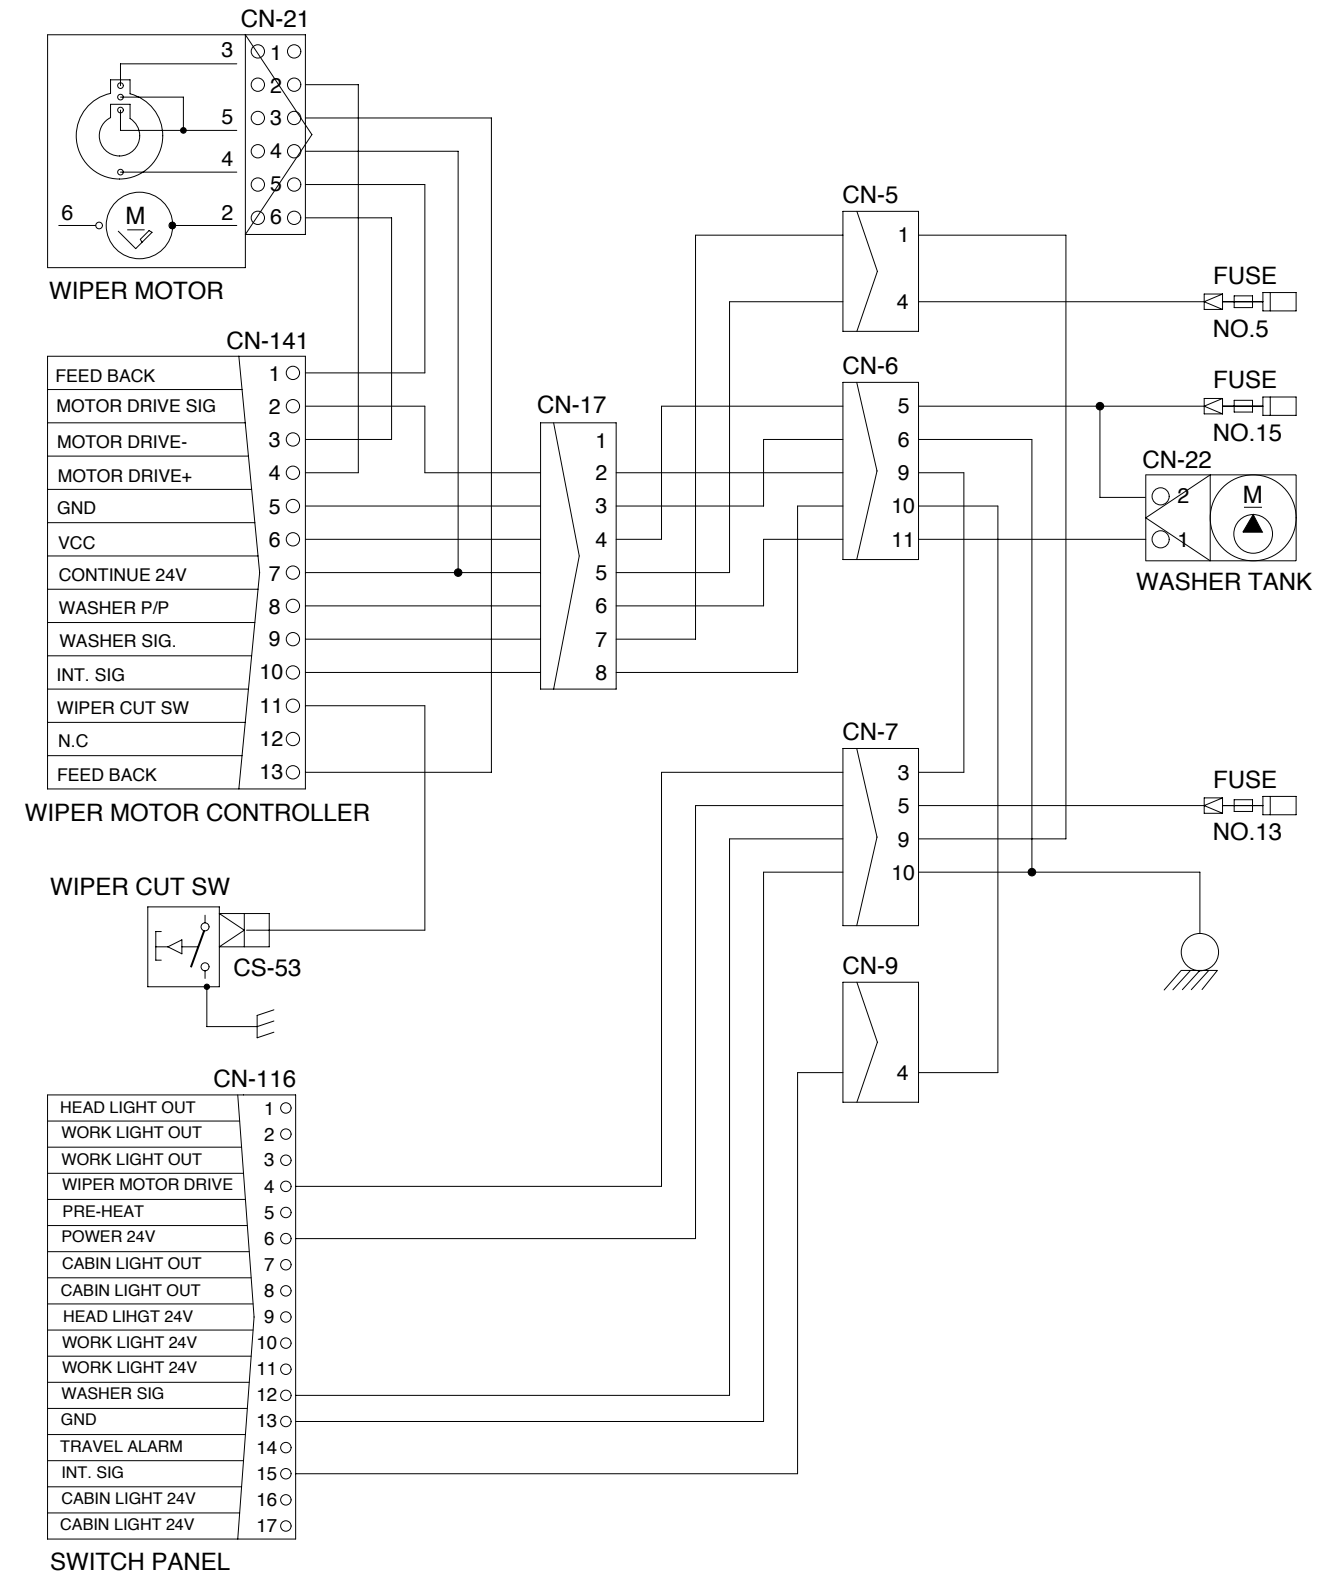 CN-21
3
1
2
5
3
4
4
5
6
M
2
6
WIPER MOTOR
CN-141
FEED BACK 1
MOTOR DRIVE SIG 2
MOTOR DRIVE- 3
MOTOR DRIVE+ 4
GND 5
VCC 6
CONTINUE 24V 7
WASHER P/P 8
WASHER SIG. 9
INT. SIG 10
WIPER CUT SW 11
N.C 12
FEED BACK 13
WIPER MOTOR CONTROLLER
WIPER CUT SW
CS-53
CN-116
HEAD LIGHT OUT 1
WORK LIGHT OUT 2
WORK LIGHT OUT 3
WIPER MOTOR DRIVE 4
PRE-HEAT 5
POWER 24V 6
CABIN LIGHT OUT 7
CABIN LIGHT OUT 8
HEAD LIHGT 24V 9
WORK LIGHT 24V 10
WORK LIGHT 24V 11
WASHER SIG 12
GND 13
TRAVEL ALARM 14
INT. SIG 15
CABIN LIGHT 24V 16
CABIN LIGHT 24V 17
SWITCH PANEL
CN-17
1
2
3
4
5
6
7
8
CN-5
1
4
CN-6
5
6
9
10
11
CN-7
3
5
9
10
CN-9
4
FUSE
NO.5
FUSE
NO.15
CN-22
2
M
1
WASHER TANK
FUSE
NO.13